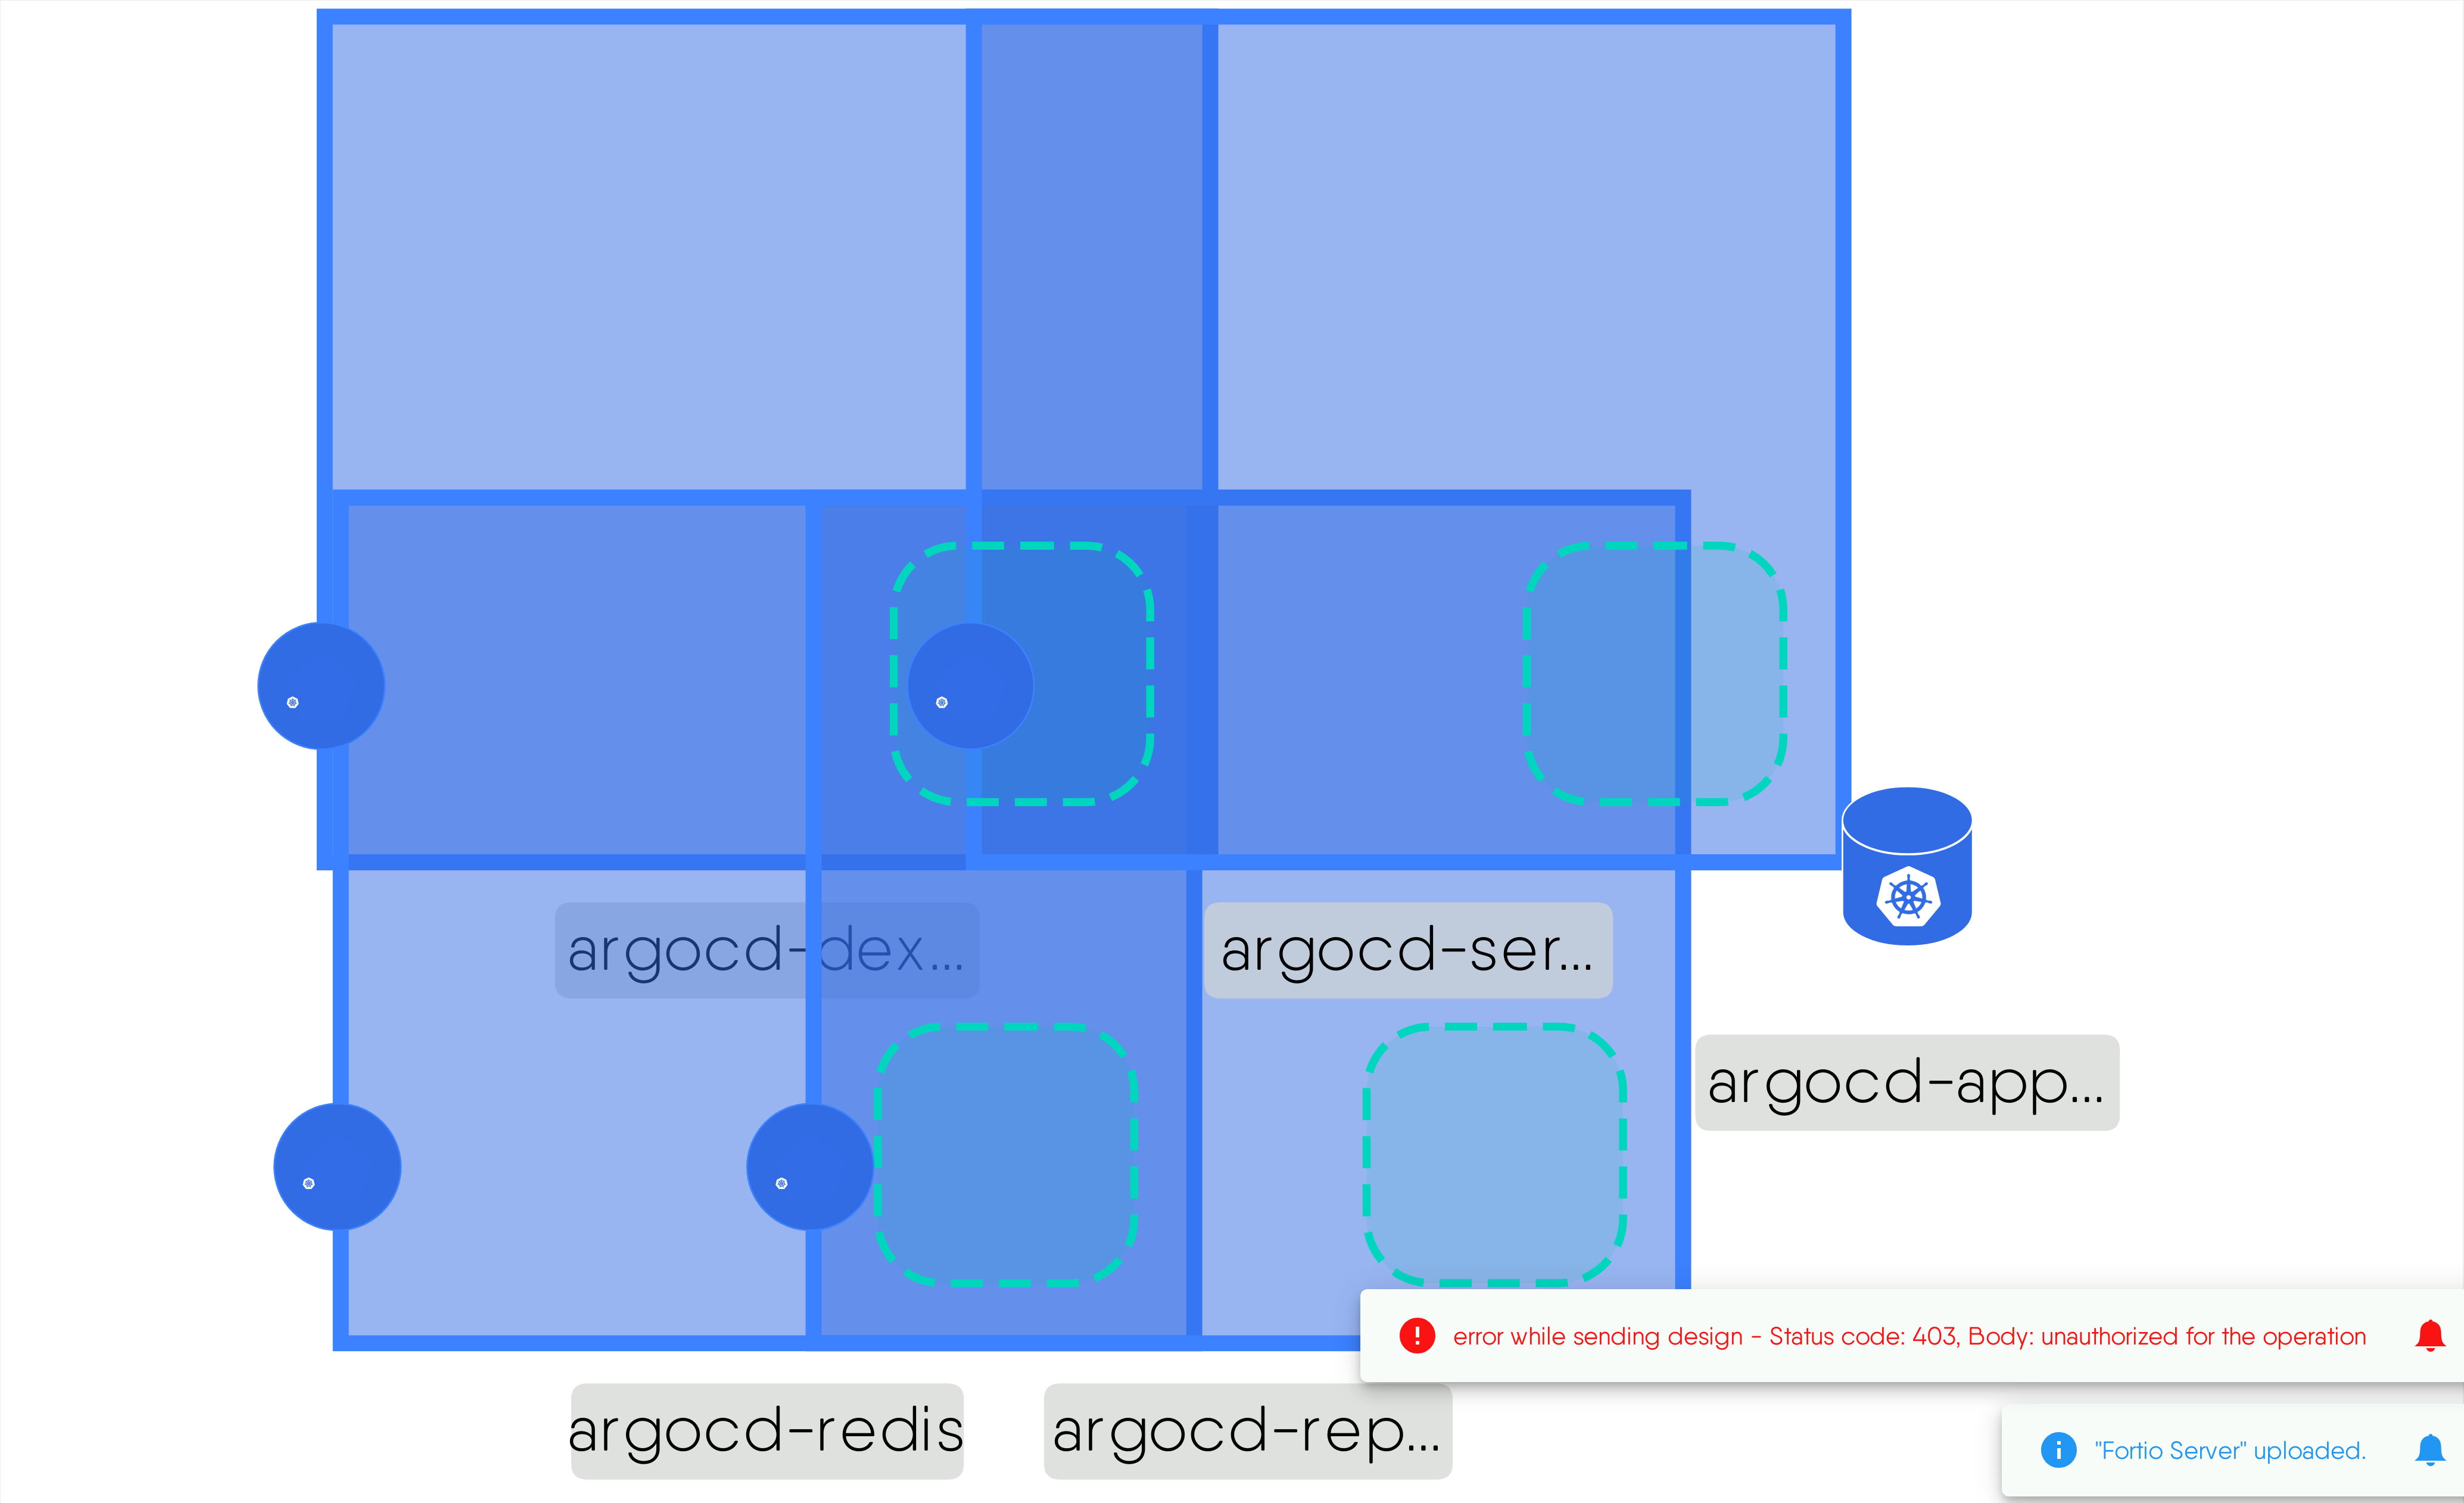 argocd-dex...
argocd-ser...
argocd-app...
error while sending design - Status code: 403, Body: unauthorized for the operation
argocd-redis
argocd-rep...
"Fortio Server" uploaded.